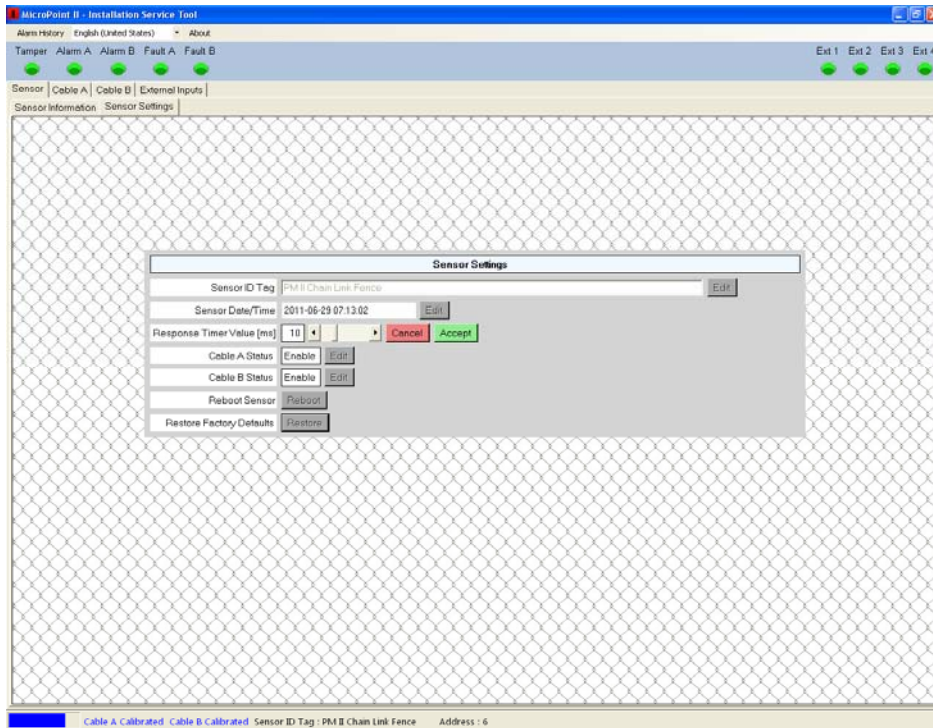 MicroPoint II - Installation Service Tool
Alarm History English (United States) About
Tamper Alarm A Alarm B Fault A Fault B Ext 1 Ext 2 Ext 3 Ext 4
Sensor Cable A Cable B External Inputs
Sensor Information Sensor Settings
Sensor Settings
Sensor ID Tag PM II Chain Link Fence Edit
Sensor Date/Time 2011-06-29 07:13:02 Edit
Response Timer Value [ms] 10 Cancel Accept
Cable A Status Enable Edit
Cable B Status Enable Edit
Reboot Sensor Reboot
Restore Factory Defaults Restore
Cable A Calibrated Cable B Calibrated Sensor ID Tag : PM II Chain Link Fence Address : 6